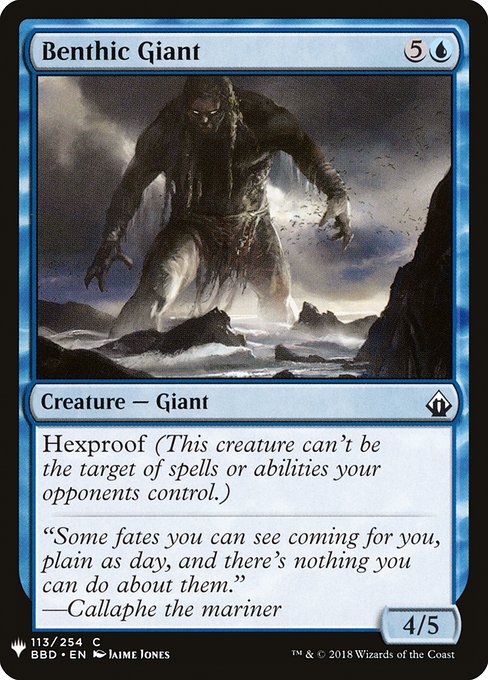 Benthic Giant 5
Creature — Giant
Hexproof (This creature can't be
the target of spells or abilities your
opponents control.)
“Some fates you can see coming for you,
plain as day, and there's nothing you
can do about them.”
—Callaphe the mariner
4/5
113/254 C
BBD • EN Jaime Jones
™ & © 2018 Wizards of the Coast